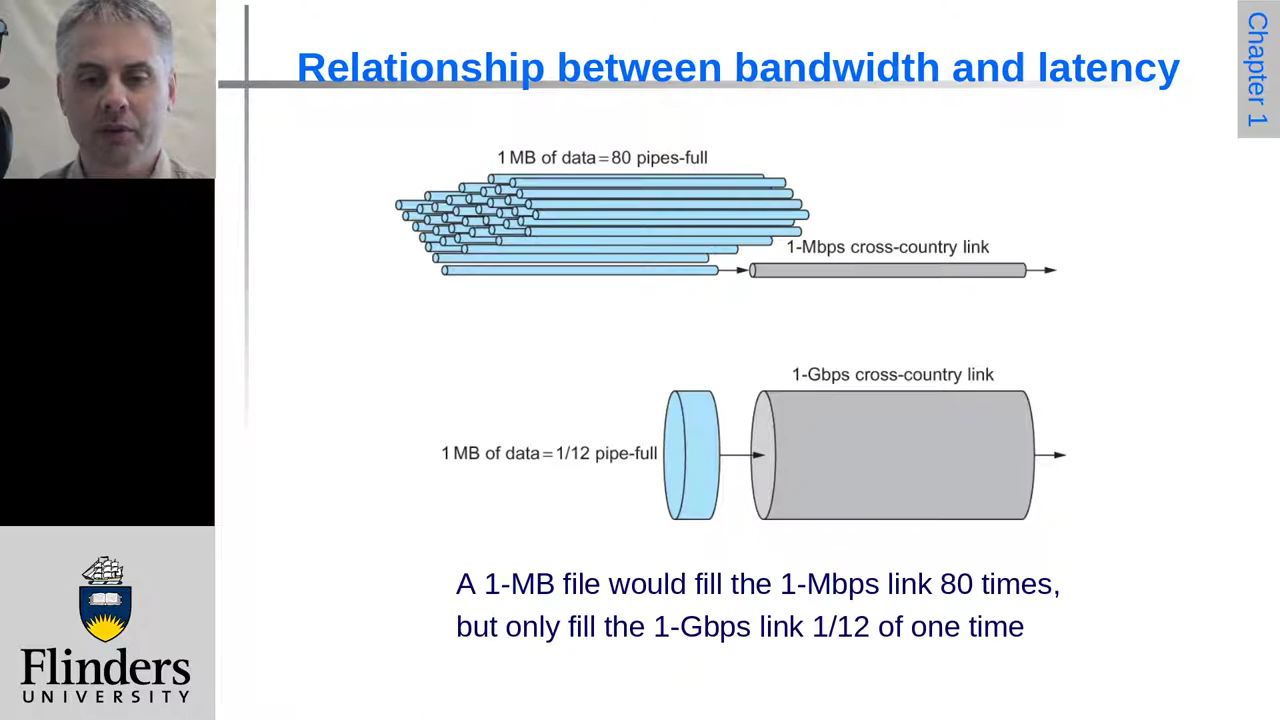 Relationship between bandwidth and latency
Chapter 1
1 MB of data = 80 pipes-full
1-Mbps cross-country link
1-Gbps cross-country link
1 MB of data = 1/12 pipe-full
A 1-MB file would fill the 1-Mbps link 80 times,
but only fill the 1-Gbps link 1/12 of one time
Flinders
UNIVERSITY